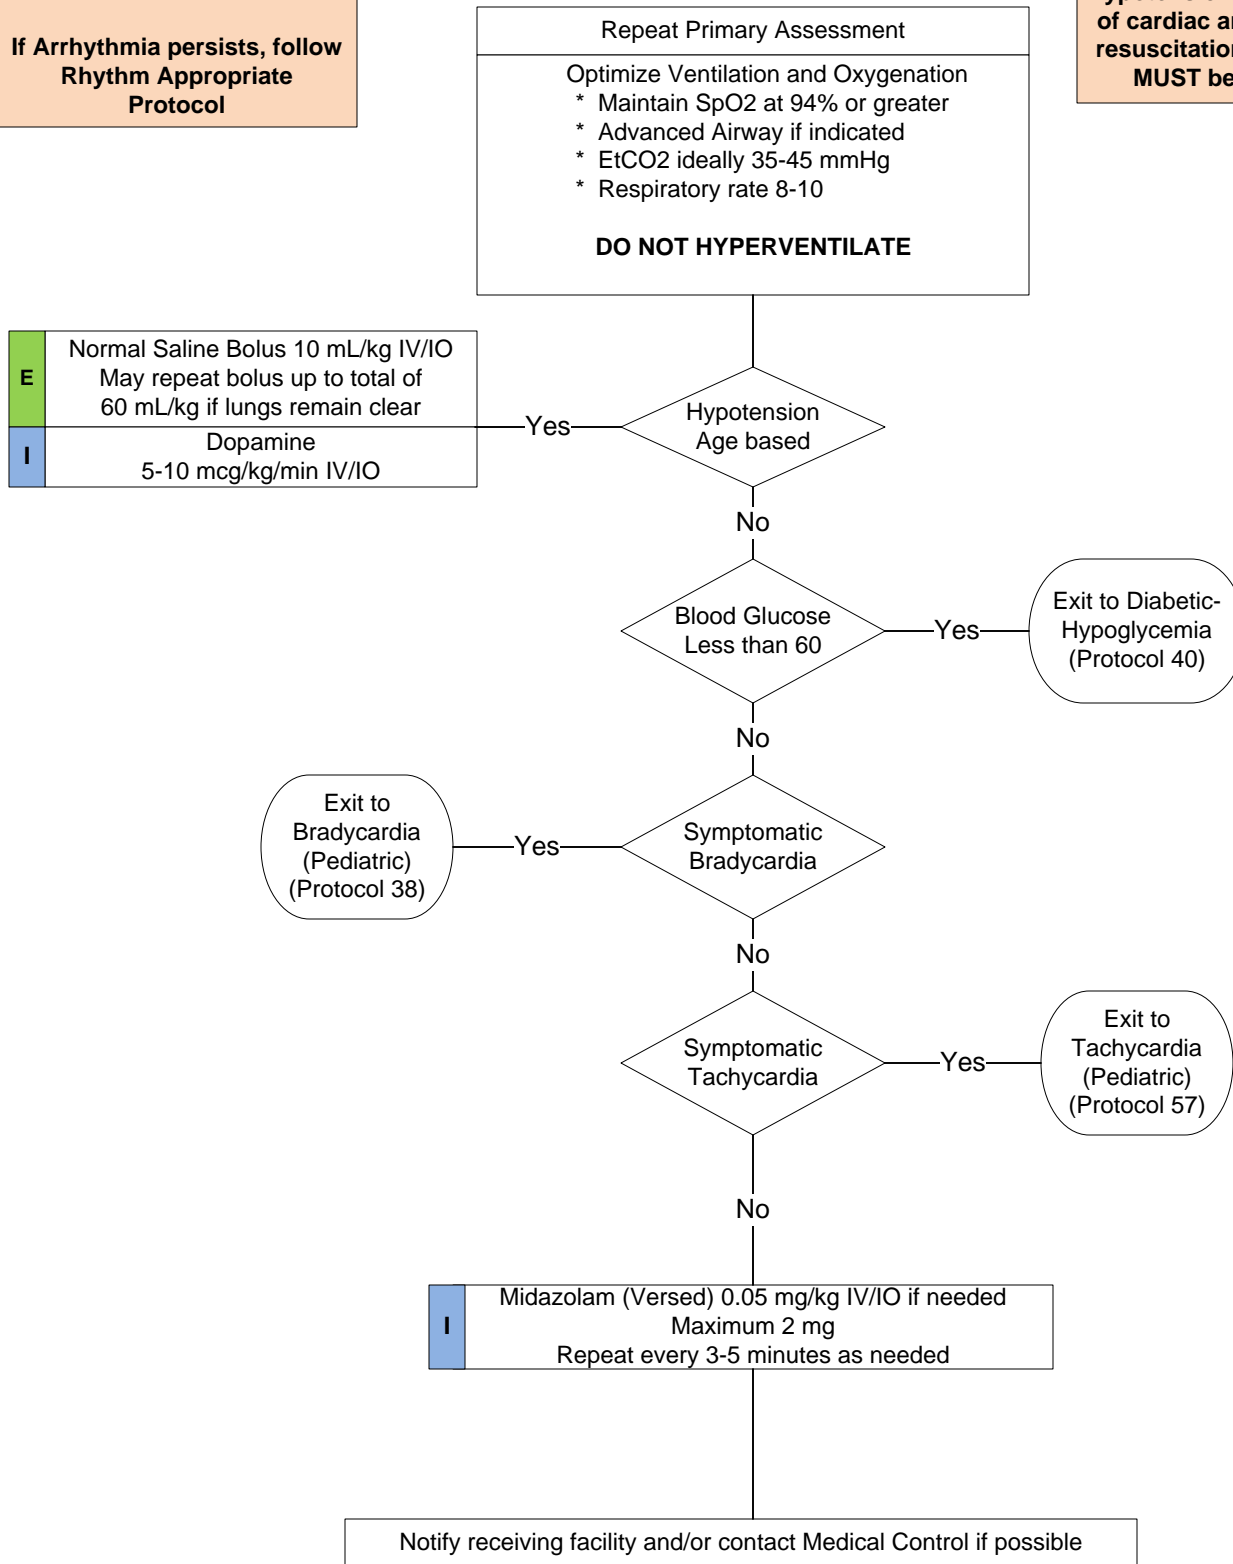 If Arrhythmia persists, follow
Rhythm Appropriate
Protocol
Repeat Primary Assessment
Optimize Ventilation and Oxygenation
* Maintain SpO2 at 94% or greater
* Advanced Airway if indicated
* EtCO2 ideally 35-45 mmHg
* Respiratory rate 8-10
DO NOT HYPERVENTILATE
of cardiac
resuscitation
MUST be
E
Normal Saline Bolus 10 mL/kg IV/IO
May repeat bolus up to total of
60 mL/kg if lungs remain clear
I
Dopamine
5-10 mcg/kg/min IV/IO
Yes
Hypotension
Age based
No
Blood Glucose
Less than 60
Yes
Exit to Diabetic-
Hypoglycemia
(Protocol 40)
No
Exit to
Bradycardia
(Pediatric)
(Protocol 38)
Yes
Symptomatic
Bradycardia
No
Symptomatic
Tachycardia
Yes
Exit to
Tachycardia
(Pediatric)
(Protocol 57)
No
I
Midazolam (Versed) 0.05 mg/kg IV/IO if needed
Maximum 2 mg
Repeat every 3-5 minutes as needed
Notify receiving facility and/or contact Medical Control if possible